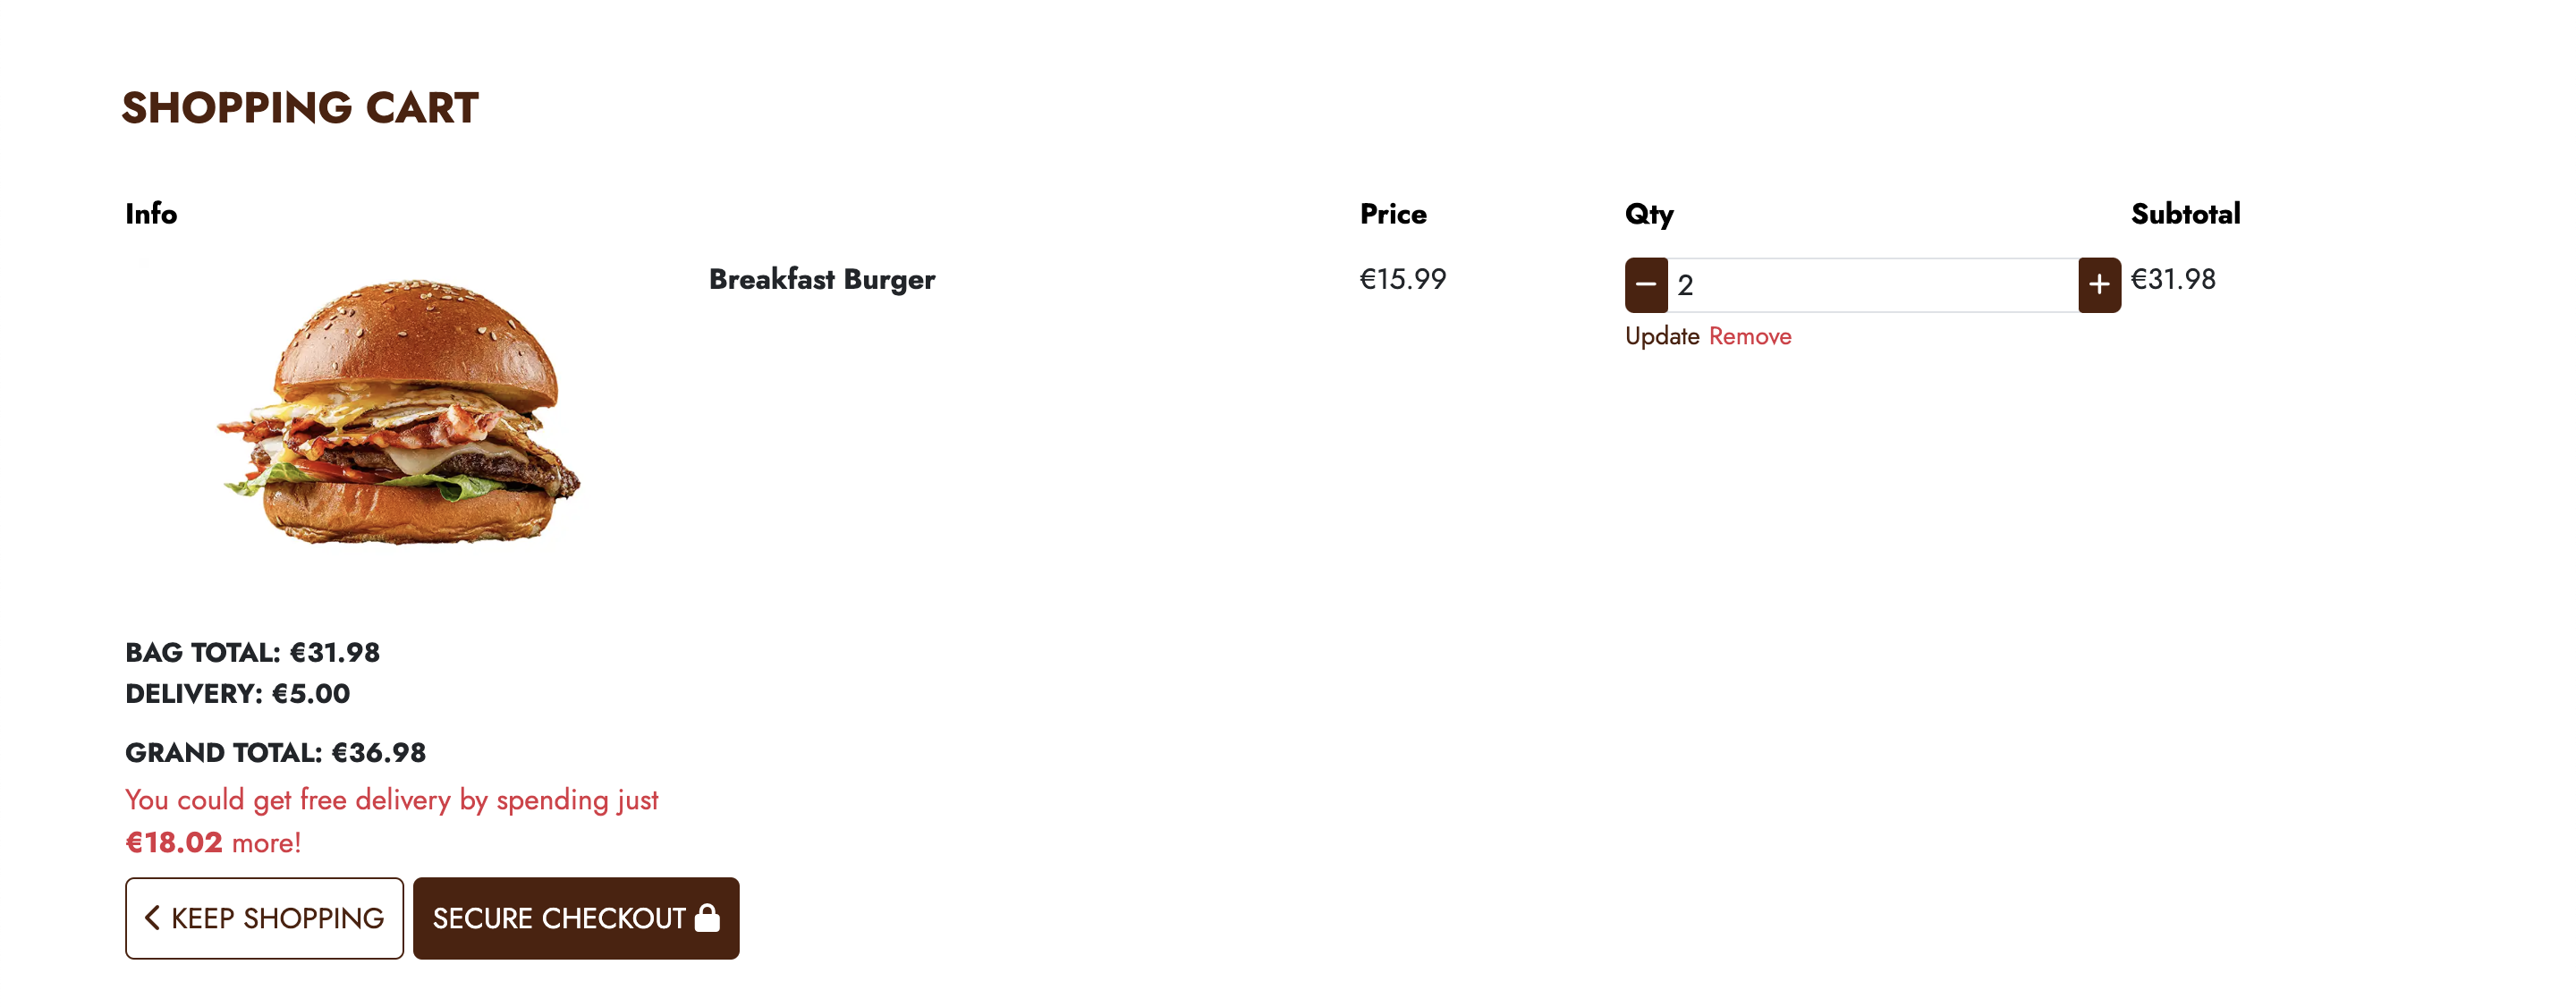 SHOPPING CART
Info Price Qty Subtotal
Breakfast Burger €15.99 2 €31.98
Update Remove
BAG TOTAL: €31.98
DELIVERY: €5.00
GRAND TOTAL: €36.98
You could get free delivery by spending just
€18.02 more!
KEEP SHOPPING SECURE CHECKOUT